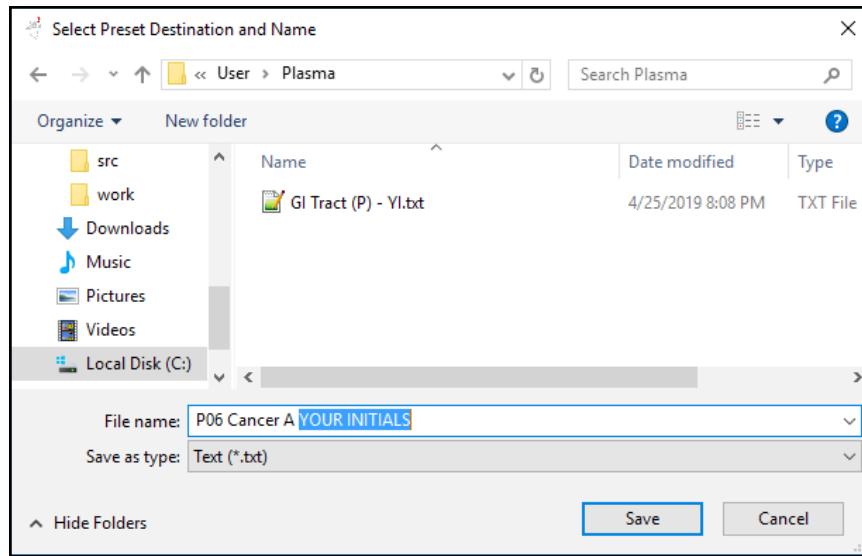 Select Preset Destination and Name
« User > Plasma
Search Plasma
Organize
New folder
src
work
Downloads
Music
Pictures
Videos
Local Disk (C:)
Name Date modified Type
GI Tract (P) - YI.txt 4/25/2019 8:08 PM TXT File
File name: P06 Cancer A YOUR INITIALS
Save as type: Text (*.txt)
Hide Folders
Save
Cancel